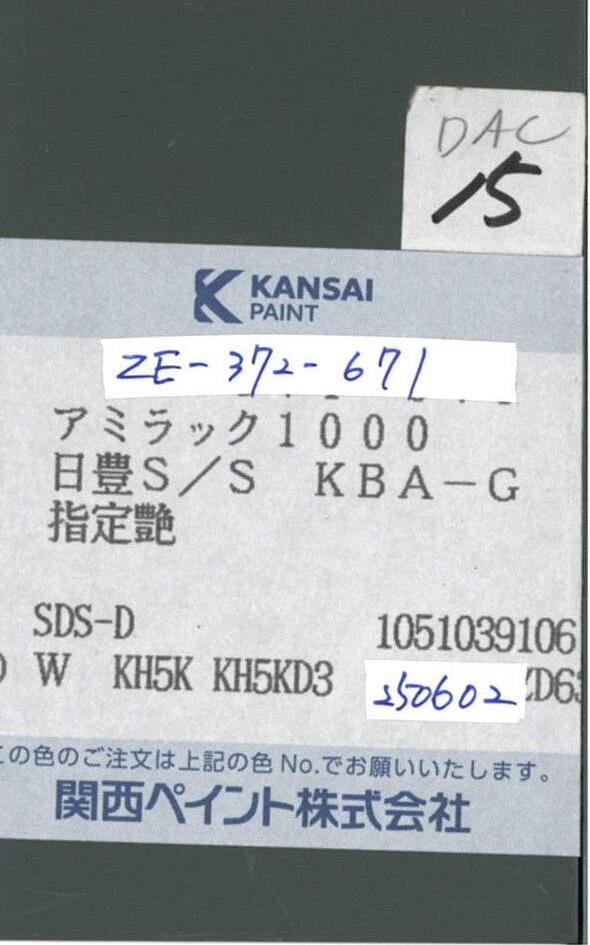 DAC
15
KANSAI
PAINT
ZE-372-671
アミラック1000
日豊S／S KBA－G
指定艶
SDS-D 1051039106
W KH5K KH5KD3 250602 ZD63
この色のご注文は上記の色No.でお願いいたします。
関西ペイント株式会社